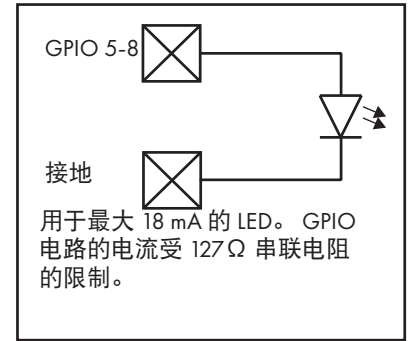 GPIO 5-8
接地
用于最大 18 mA 的 LED。 GPIO
电路的电流受 127Ω 串联电阻
的限制。